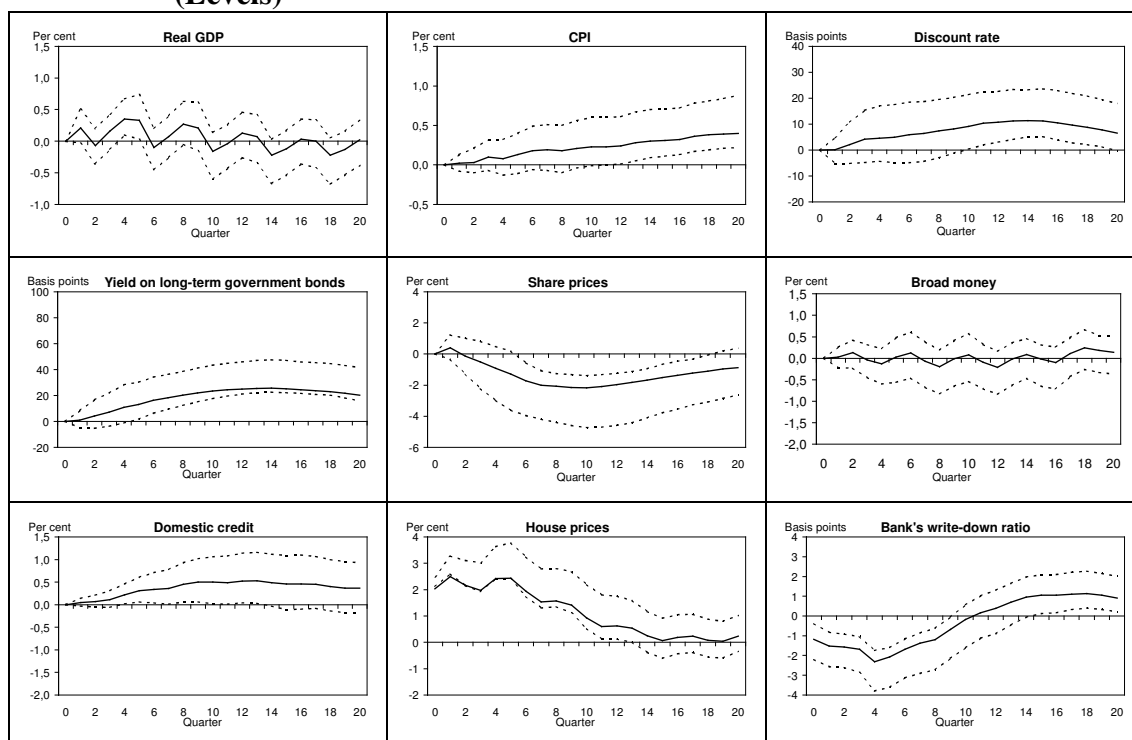 (Levels)
Per cent Real GDP
1,5
1,0
0,5
0,0
-0,5
-1,0
0 2 4 6 8 10 12 14 16 18 20
Quarter
Per cent CPI
1,5
1,0
0,5
0,0
-0,5
0 2 4 6 8 10 12 14 16 18 20
Quarter
Basis points Discount rate
40
30
20
10
0
-10
-20
0 2 4 6 8 10 12 14 16 18 20
Quarter
Basis points Yield on long-term government bonds
100
80
60
40
20
0
-20
0 2 4 6 8 10 12 14 16 18 20
Quarter
Per cent Share prices
4
2
0
-2
-4
-6
0 2 4 6 8 10 12 14 16 18 20
Quarter
Per cent Broad money
1,5
1,0
0,5
0,0
-0,5
-1,0
-1,5
-2,0
0 2 4 6 8 10 12 14 16 18 20
Quarter
Per cent Domestic credit
1,5
1,0
0,5
0,0
-0,5
-1,0
-1,5
-2,0
0 2 4 6 8 10 12 14 16 18 20
Quarter
Per cent House prices
4
3
2
1
0
-1
-2
0 2 4 6 8 10 12 14 16 18 20
Quarter
Basis points Bank's write-down ratio
4
3
2
1
0
-1
-2
-3
-4
0 2 4 6 8 10 12 14 16 18 20
Quarter